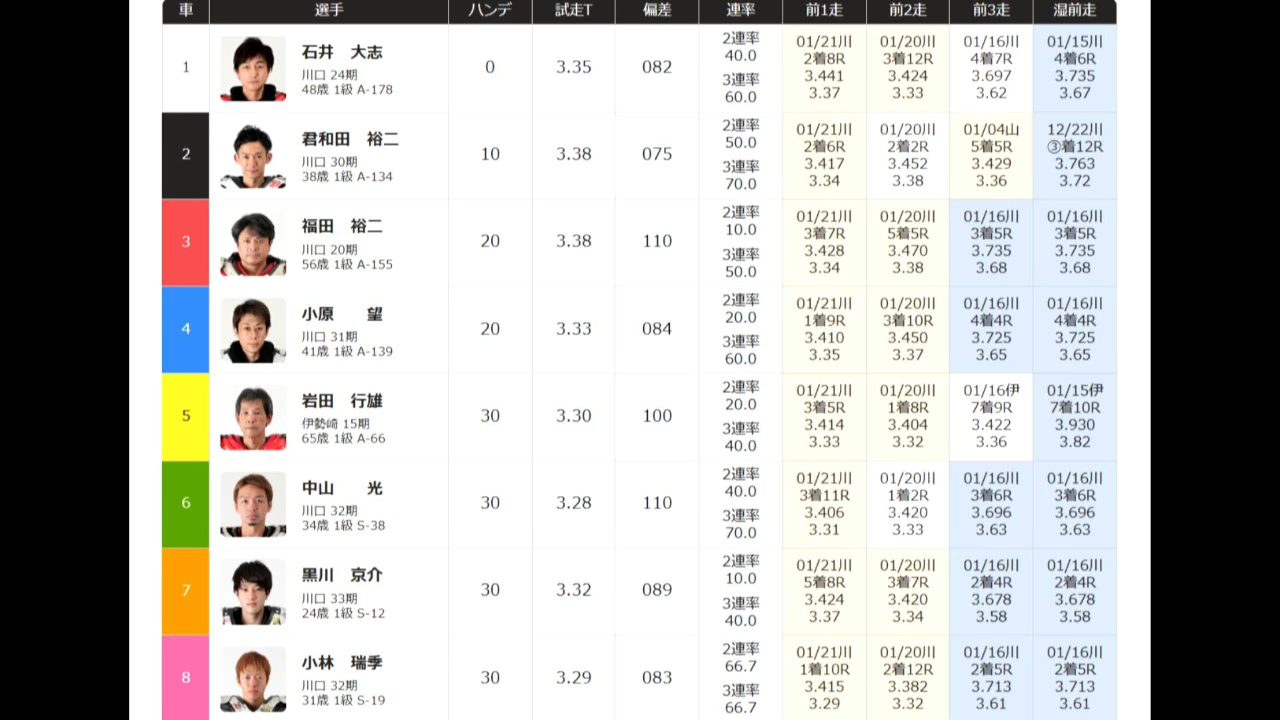 車 選手 ハンデ 試走T 偏差 連率 前1走 前2走 前3走 湿前走
1 石井 大志 川口 24期 48歳 1級 A-178 0 3.35 082 2連率 40.0 3連率 60.0 01/21川 2着8R 3.441 3.37 01/20川 3着12R 3.424 3.33 01/16川 4着7R 3.697 3.62 01/15川 4着6R 3.735 3.67
2 君和田 裕二 川口 30期 38歳 1級 A-134 10 3.38 075 2連率 50.0 3連率 70.0 01/21川 2着6R 3.417 3.34 01/20川 2着2R 3.452 3.38 01/04山 5着5R 3.429 3.36 12/22川 ③着12R 3.763 3.72
3 福田 裕二 川口 20期 56歳 1級 A-155 20 3.38 110 2連率 10.0 3連率 50.0 01/21川 3着7R 3.428 3.34 01/20川 5着5R 3.470 3.38 01/16川 3着5R 3.735 3.68 01/16川 3着5R 3.735 3.68
4 小原 望 川口 31期 41歳 1級 A-139 20 3.33 084 2連率 20.0 3連率 60.0 01/21川 1着9R 3.410 3.35 01/20川 3着10R 3.450 3.37 01/16川 4着4R 3.725 3.65 01/16川 4着4R 3.725 3.65
5 岩田 行雄 伊勢崎 15期 65歳 1級 A-66 30 3.30 100 2連率 20.0 3連率 40.0 01/21川 3着5R 3.414 3.33 01/20川 1着8R 3.404 3.32 01/16伊 7着9R 3.422 3.36 01/15伊 7着10R 3.930 3.82
6 中山 光 川口 32期 34歳 1級 S-38 30 3.28 110 2連率 40.0 3連率 70.0 01/21川 3着11R 3.406 3.31 01/20川 1着2R 3.420 3.33 01/16川 3着6R 3.696 3.63 01/16川 3着6R 3.696 3.63
7 黒川 京介 川口 33期 24歳 1級 S-12 30 3.32 089 2連率 10.0 3連率 40.0 01/21川 5着8R 3.424 3.37 01/20川 3着7R 3.420 3.34 01/16川 2着4R 3.678 3.58 01/16川 2着4R 3.678 3.58
8 小林 瑞季 川口 32期 31歳 1級 S-19 30 3.29 083 2連率 66.7 3連率 66.7 01/21川 1着10R 3.415 3.29 01/20川 2着12R 3.382 3.32 01/16川 2着5R 3.713 3.61 01/16川 2着5R 3.713 3.61